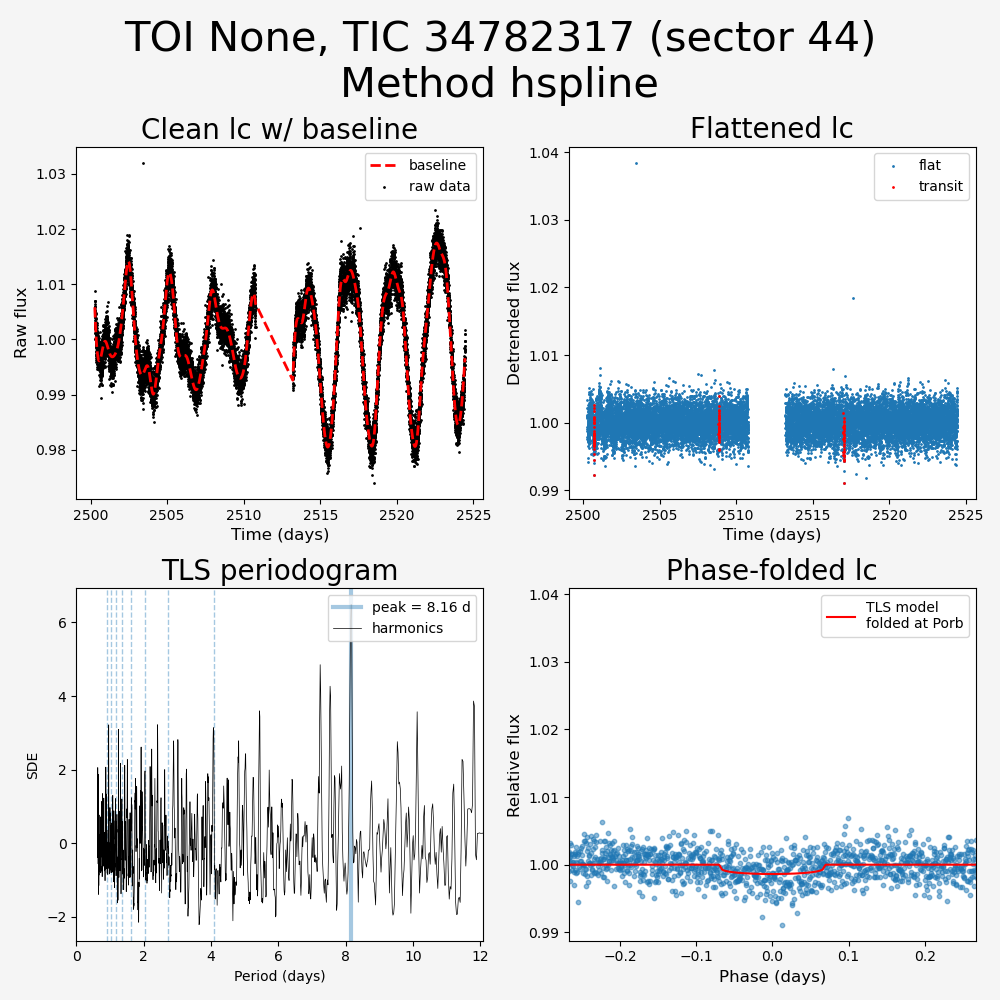 TOI None, TIC 34782317 (sector 44)
Method hspline
Clean lc w/ baseline
baseline
raw data
1.03
1.02
1.01
1.00
0.99
0.98
Raw flux
2500
2505
2510
2515
2520
2525
Time (days)
Flattened lc
flat
transit
1.04
1.03
1.02
1.01
1.00
0.99
Detrended flux
2500
2505
2510
2515
2520
2525
Time (days)
TLS periodogram
peak = 8.16 d
harmonics
6
4
2
0
−2
SDE
0
2
4
6
8
10
12
Period (days)
Phase-folded lc
TLS model
folded at Porb
1.04
1.03
1.02
1.01
1.00
0.99
Relative flux
−0.2
−0.1
0.0
0.1
0.2
Phase (days)